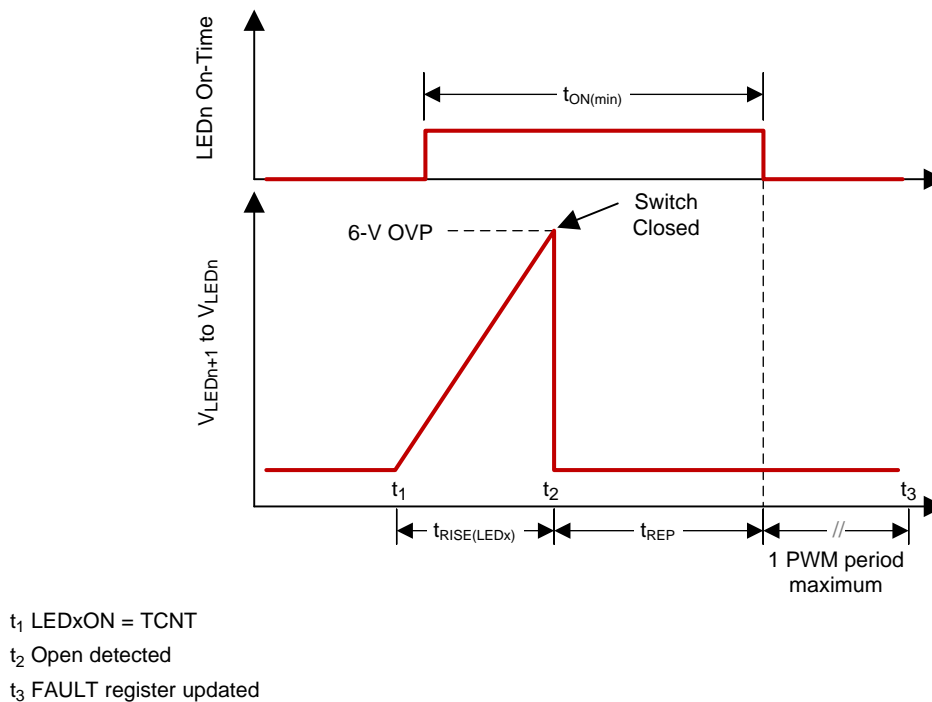 LEDn On-Time
tON(min)
Switch
Closed
6-V OVP
VLEDn+1 to VLEDn
t1
t2
t3
tRISE(LEDx)
tREP
//
1 PWM period
maximum
t1 LEDxON = TCNT
t2 Open detected
t3 FAULT register updated